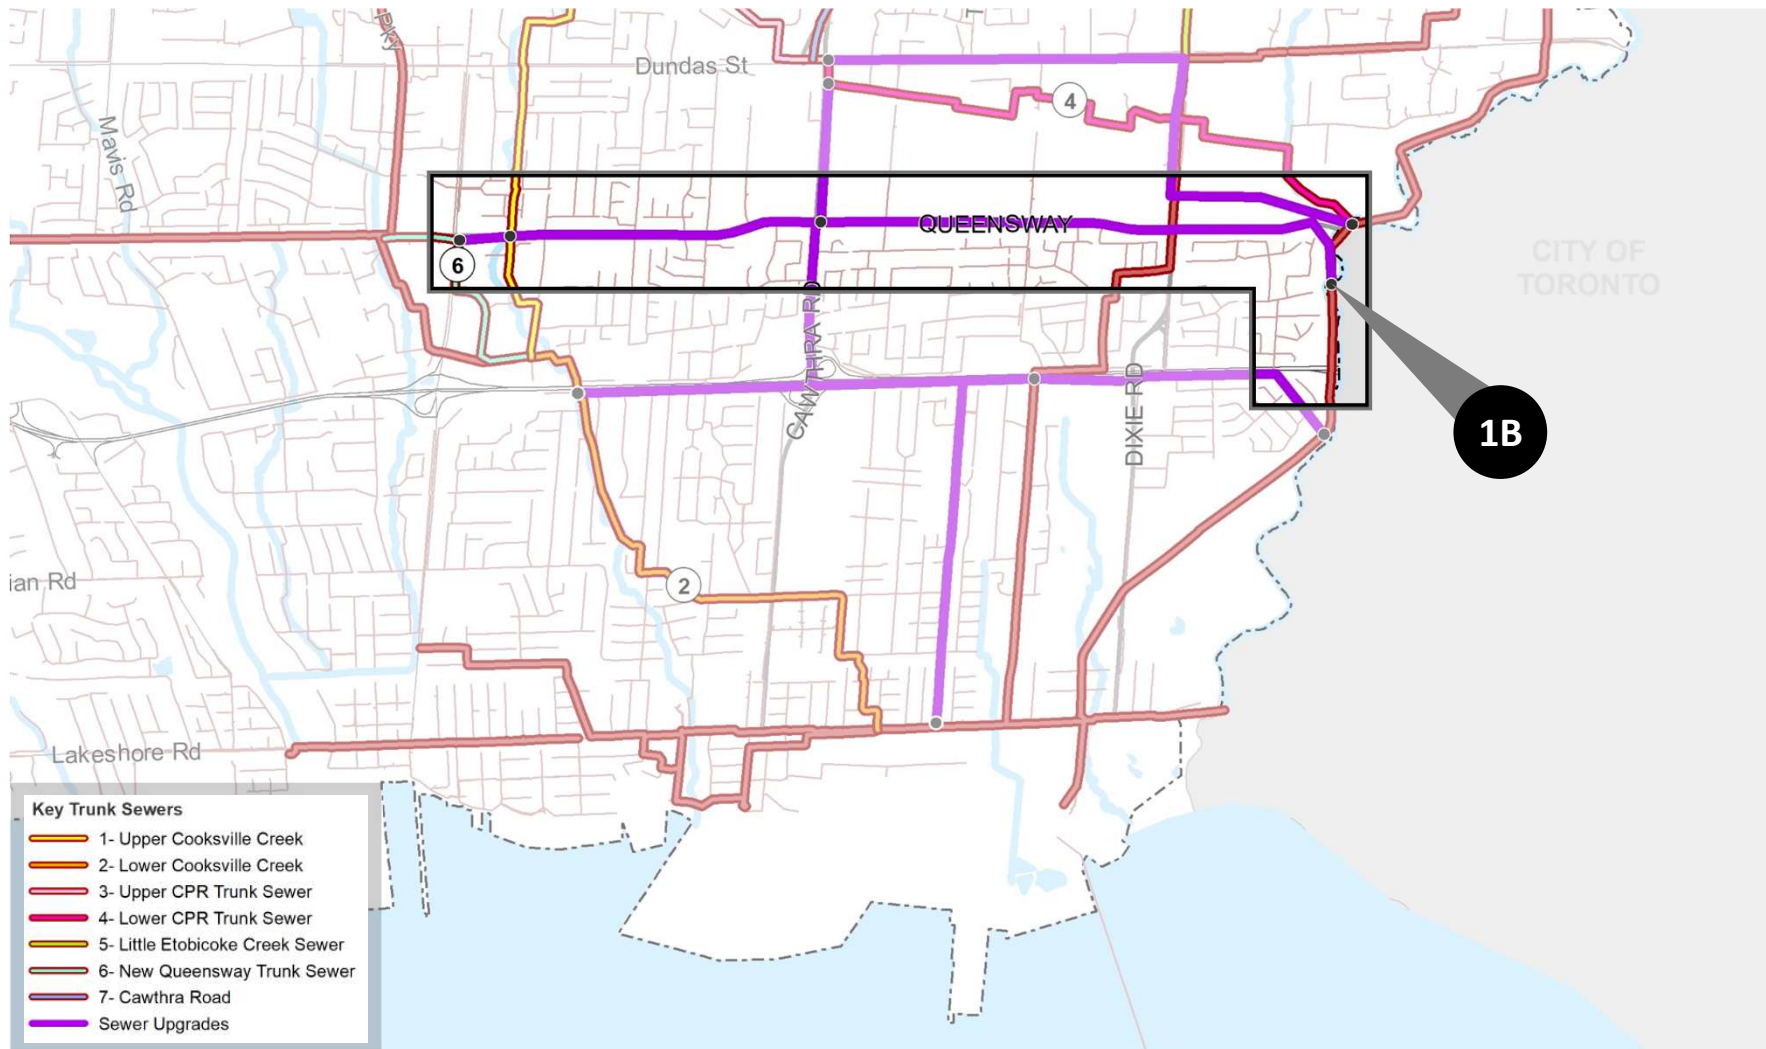 Pky
T
Dundas St
4
Mavis Rd
QUEENSWAY
6
CITY OF
TORONTO
CAWTHRA RD
DIXIE RD
1B
ian Rd
2
Lakeshore Rd
Key Trunk Sewers
1- Upper Cooksville Creek
2- Lower Cooksville Creek
3- Upper CPR Trunk Sewer
4- Lower CPR Trunk Sewer
5- Little Etobicoke Creek Sewer
6- New Queensway Trunk Sewer
7- Cawthra Road
Sewer Upgrades